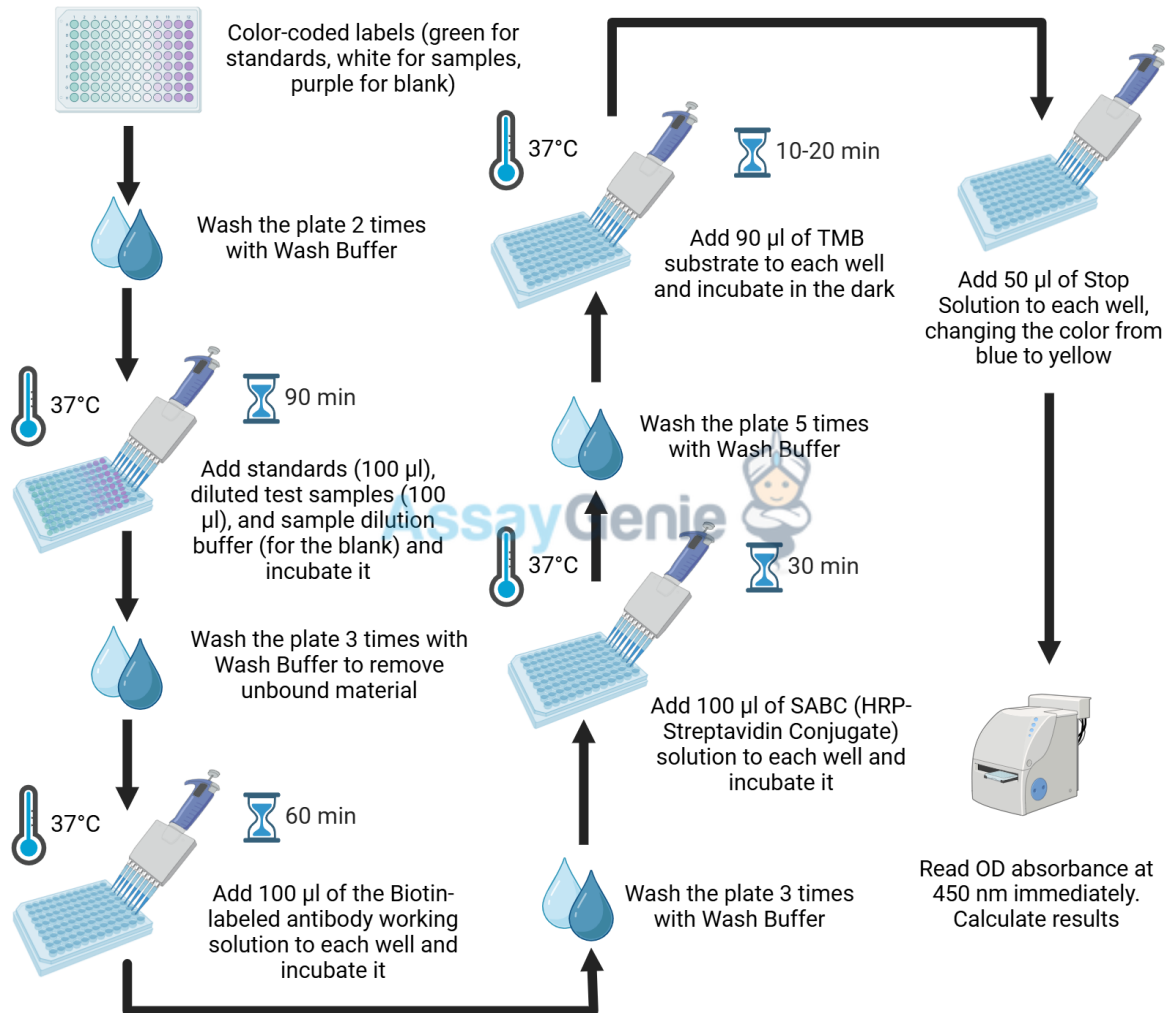 Color-coded labels (green for
standards, white for samples,
purple for blank)
Wash the plate 2 times
with Wash Buffer
37°C
90 min
Add standards (100 µl),
diluted test samples (100
µl), and sample dilution
buffer (for the blank) and
incubate it
Wash the plate 3 times with
Wash Buffer to remove
unbound material
37°C
60 min
Add 100 µl of the Biotin-
labeled antibody working
solution to each well and
incubate it
Wash the plate 3 times
with Wash Buffer
37°C
30 min
Add 100 µl of SABC (HRP-
Streptavidin Conjugate)
solution to each well and
incubate it
Wash the plate 5 times
with Wash Buffer
37°C
10-20 min
Add 90 µl of TMB
substrate to each well
and incubate in the dark
Add 50 µl of Stop
Solution to each well,
changing the color from
blue to yellow
Read OD absorbance at
450 nm immediately.
Calculate results
AssayGenie